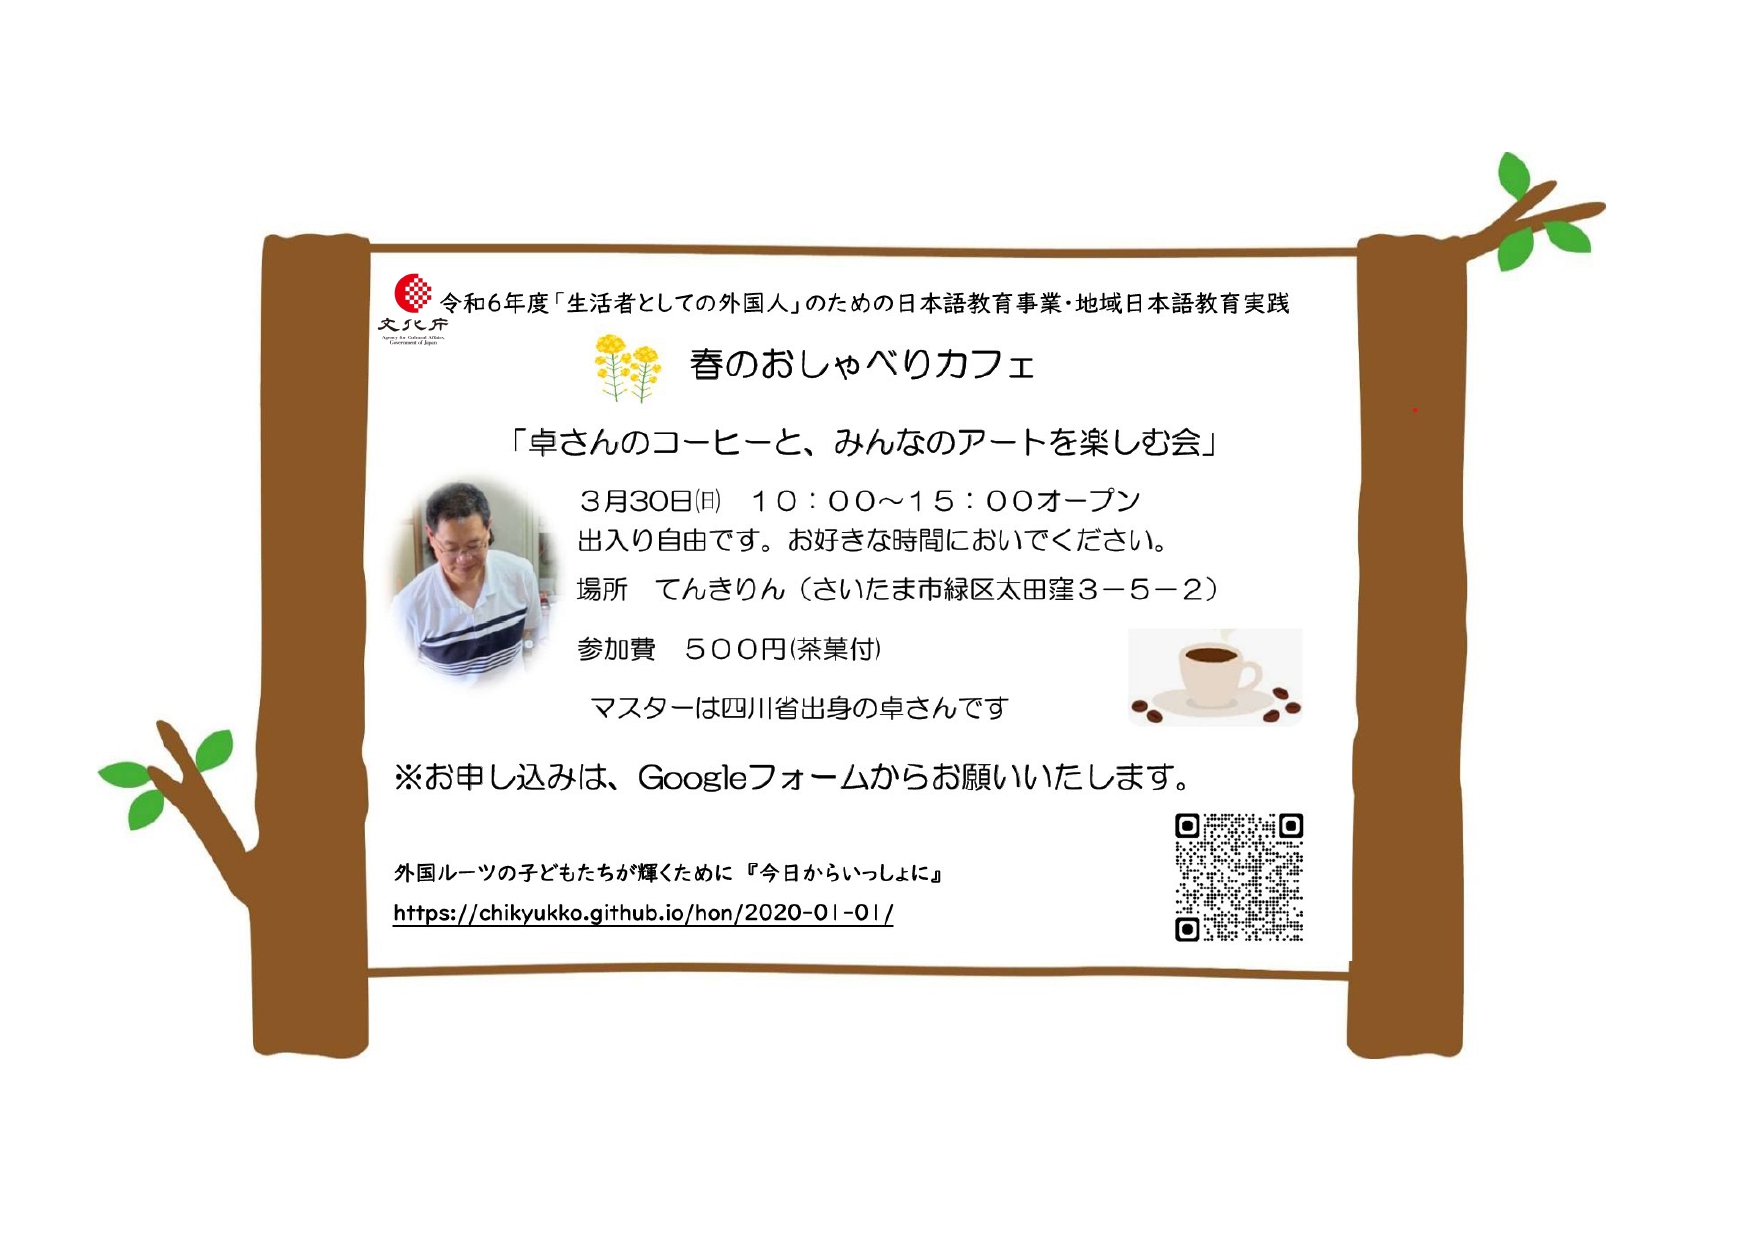 令和6年度「生活者としての外国人」のための日本語教育事業・地域日本語教育実践
文化庁
Agency for Cultural Affairs,
Government of Japan
春のおしゃべりカフェ
「卓さんのコーヒーと、みんなのアートを楽しむ会」
３月30日㈰　１０：００～１５：００オープン
出入り自由です。お好きな時間においでください。
場所　てんきりん（さいたま市緑区太田窪３－５－２）
参加費　５００円(茶菓付)
マスターは四川省出身の卓さんです
※お申し込みは、Googleフォームからお願いいたします。
外国ルーツの子どもたちが輝くために『今日からいっしょに』
https://chikyukko.github.io/hon/2020-01-01/